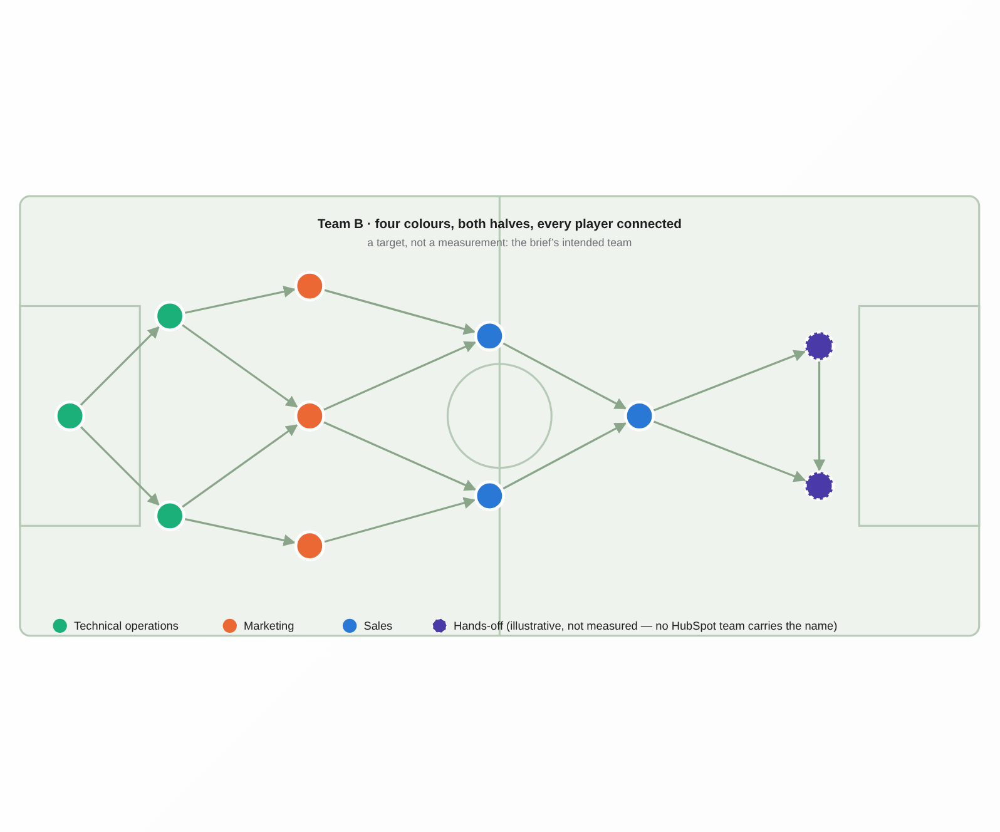 Team B · four colours, both halves, every player connected
a target, not a measurement: the brief’s intended team
Technical operations
Marketing
Sales
Hands-off (illustrative, not measured — no HubSpot team carries the name)